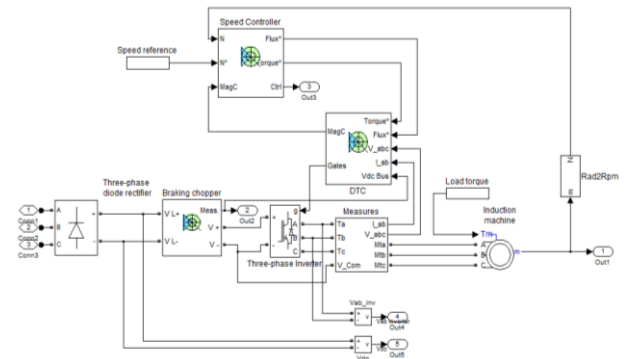 Speed Controller
N
Flux*
Speed reference
N*
Torque*
MagC
Ctrl
3
Out3
Torque*
MagC
Flux*
V_abc
I_ab
Gates
Vdc Bus
DTC
Rad2Rpm
Load torque
Three-phase
diode rectifier
Braking chopper
Measures
Induction
machine
1
Conn1
2
Conn2
3
Conn3
A
B
C
+
-
V L+
V L-
Meas.
V +
V -
2
Out2
g
+
-
A
B
C
Three-phase Inverter
Ta
Tb
Tc
V_Com
I_ab
V_abc
Mta
Mtb
Mtc
Tm
A
B
C
m
1
Out1
Vab_inv
+
-
v
4
Out4
+
-
v
5
Out5